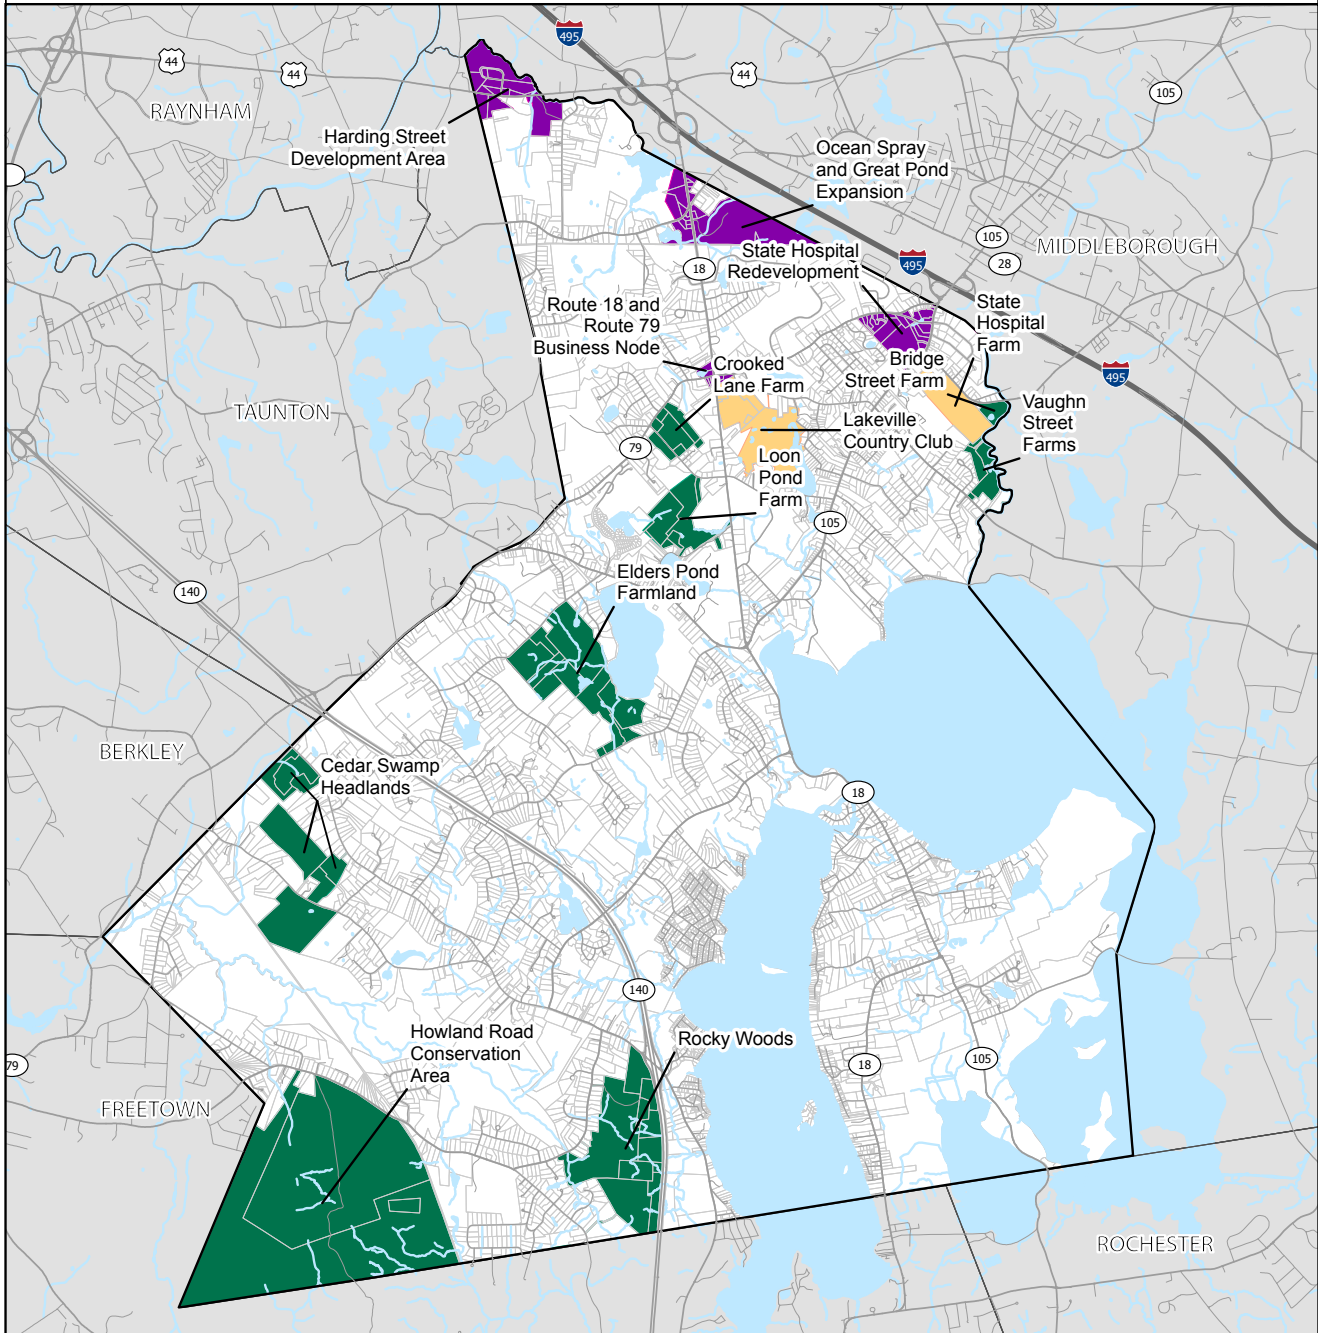 495
44
44
44
105
RAYNHAM
Harding Street
Development Area
Ocean Spray
and Great Pond
Expansion
105
MIDDLEBOROUGH
28
State Hospital
Redevelopment
495
18
State
Hospital
Farm
Route 18 and
Route 79
Business Node
Crooked
Lane Farm
Bridge
Street Farm
495
TAUNTON
Vaughn
Street
Farms
Lakeville
Country Club
79
Loon
Pond
Farm
105
Elders Pond
Farmland
140
BERKLEY
Cedar Swamp
Headlands
18
140
Howland Road
Conservation
Area
Rocky Woods
79
18
105
FREETOWN
ROCHESTER